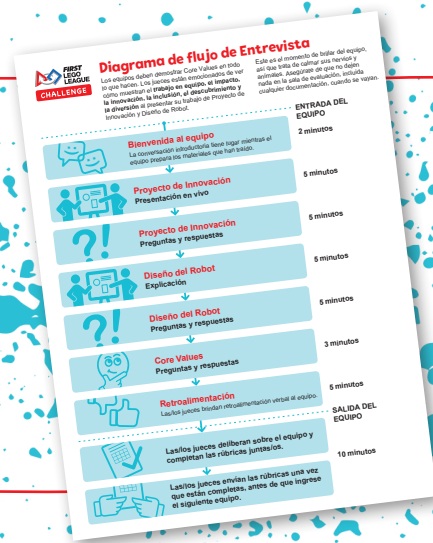 FIRST
LEGO
LEAGUE
CHALLENGE
Diagrama de flujo de Entrevista
Los equipos deben demostrar Core Values en todo
lo que hacen. Los jueces están emocionados de ver
cómo muestran el trabajo en equipo, el impacto,
la innovación, la inclusión, el descubrimiento y
la diversión al presentar su trabajo de Proyecto de
Innovación y Diseño de Robot.
Este es el momento de brillar del equipo,
así que trata de calmar sus nervios y
animales. Asegúrate de que no dejen
nada en la sala de evaluación, incluida
cualquier documentación, cuando se vayan.
ENTRADA DEL
EQUIPO
Bienvenida al equipo
La conversación introductoria tiene lugar mientras el
equipo prepara los materiales que han traído.
2 minutos
Proyecto de Innovación
Presentación en vivo
5 minutos
Proyecto de Innovación
Preguntas y respuestas
5 minutos
Diseño del Robot
Explicación
5 minutos
Diseño del Robot
Preguntas y respuestas
5 minutos
Core Values
Preguntas y respuestas
3 minutos
Retroalimentación
Las/los jueces brindan retroalimentación verbal al equipo.
5 minutos
SALIDA DEL
EQUIPO
Las/los jueces deliberan sobre el equipo y
completan las rúbricas juntas/os.
10 minutos
Las/los jueces envían las rúbricas una vez
que están completas, antes de que ingrese
el siguiente equipo.